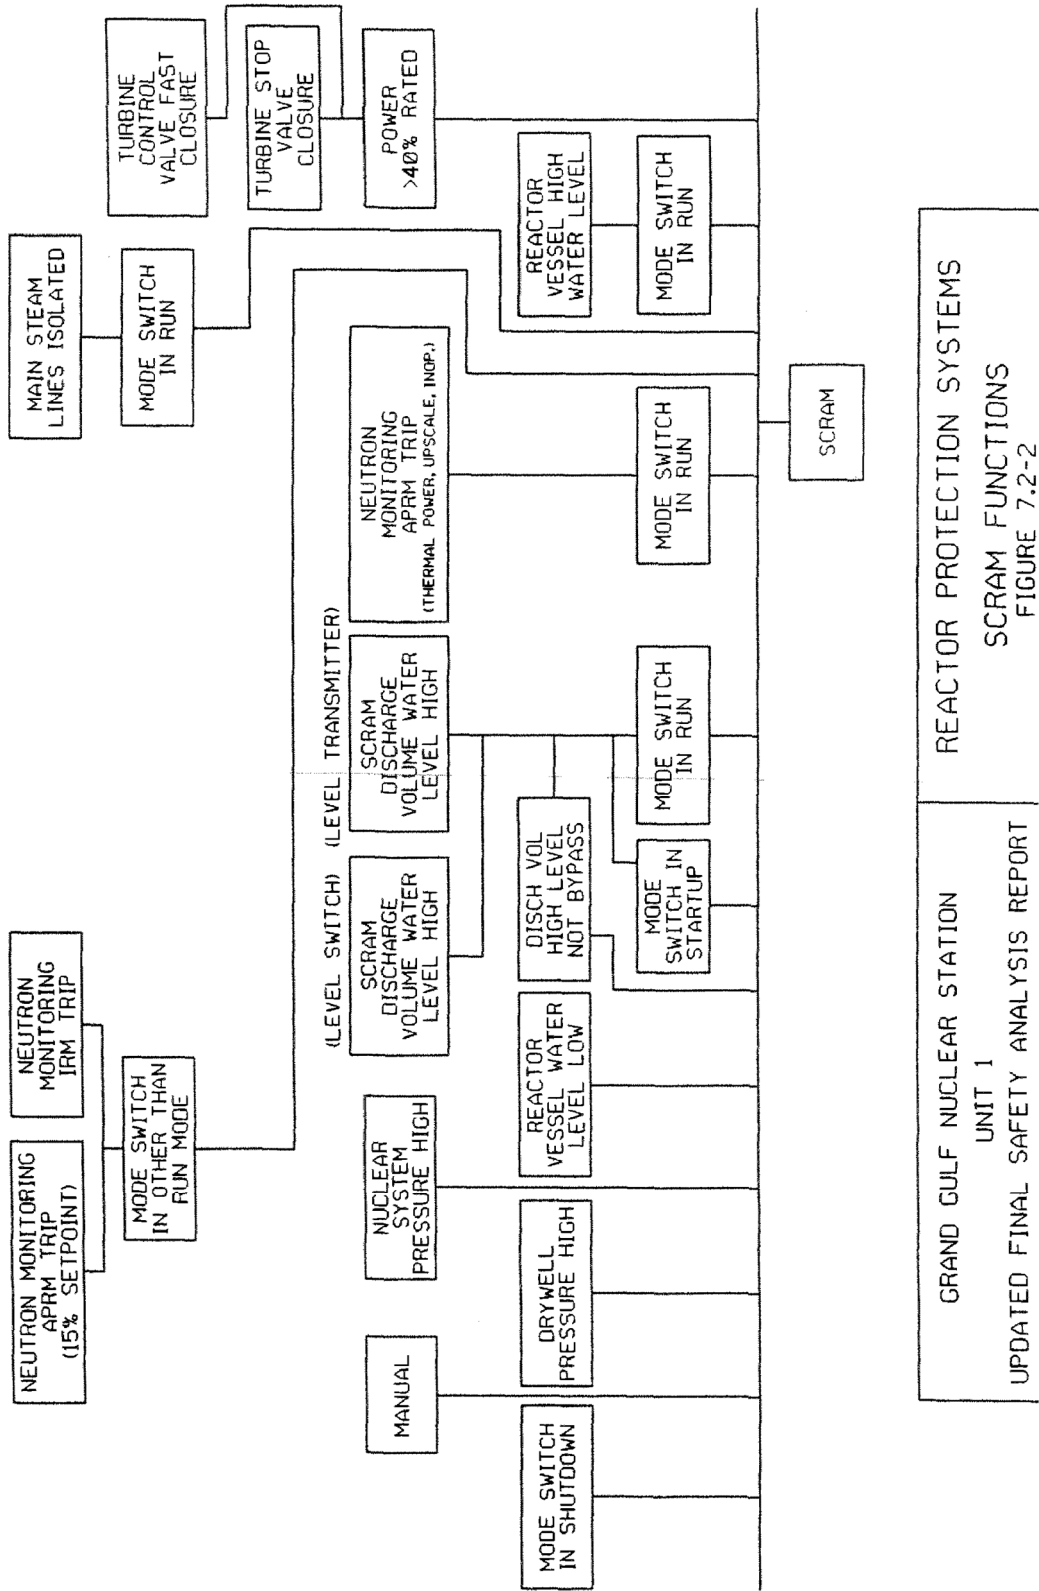 NEUTRON MONITORING
APRM TRIP
(15% SETPOINT)
NEUTRON
MONITORING
IRM TRIP
MODE SWITCH
IN OTHER THAN
RUN MODE
MAIN STEAM
LINES ISOLATED
MODE SWITCH
IN RUN
TURBINE
CONTROL
VALVE FAST
CLOSURE
TURBINE STOP
VALVE
CLOSURE
POWER
>40% RATED
MANUAL
NUCLEAR
SYSTEM
PRESSURE HIGH
(LEVEL SWITCH)
SCRAM
DISCHARGE
VOLUME WATER
LEVEL HIGH
(LEVEL TRANSMITTER)
SCRAM
DISCHARGE
VOLUME WATER
LEVEL HIGH
NEUTRON
MONITORING
APRM TRIP
(THERMAL POWER, UPSCALE, INOP.)
MODE SWITCH
IN SHUTDOWN
DRYWELL
PRESSURE HIGH
REACTOR
VESSEL WATER
LEVEL LOW
DISCH VOL
HIGH LEVEL
NOT BYPASS
REACTOR
VESSEL HIGH
WATER LEVEL
MODE
SWITCH IN
STARTUP
MODE SWITCH
IN RUN
MODE SWITCH
IN RUN
MODE SWITCH
IN RUN
SCRAM
GRAND GULF NUCLEAR STATION
UNIT 1
UPDATED FINAL SAFETY ANALYSIS REPORT
REACTOR PROTECTION SYSTEMS
SCRAM FUNCTIONS
FIGURE 7.2-2